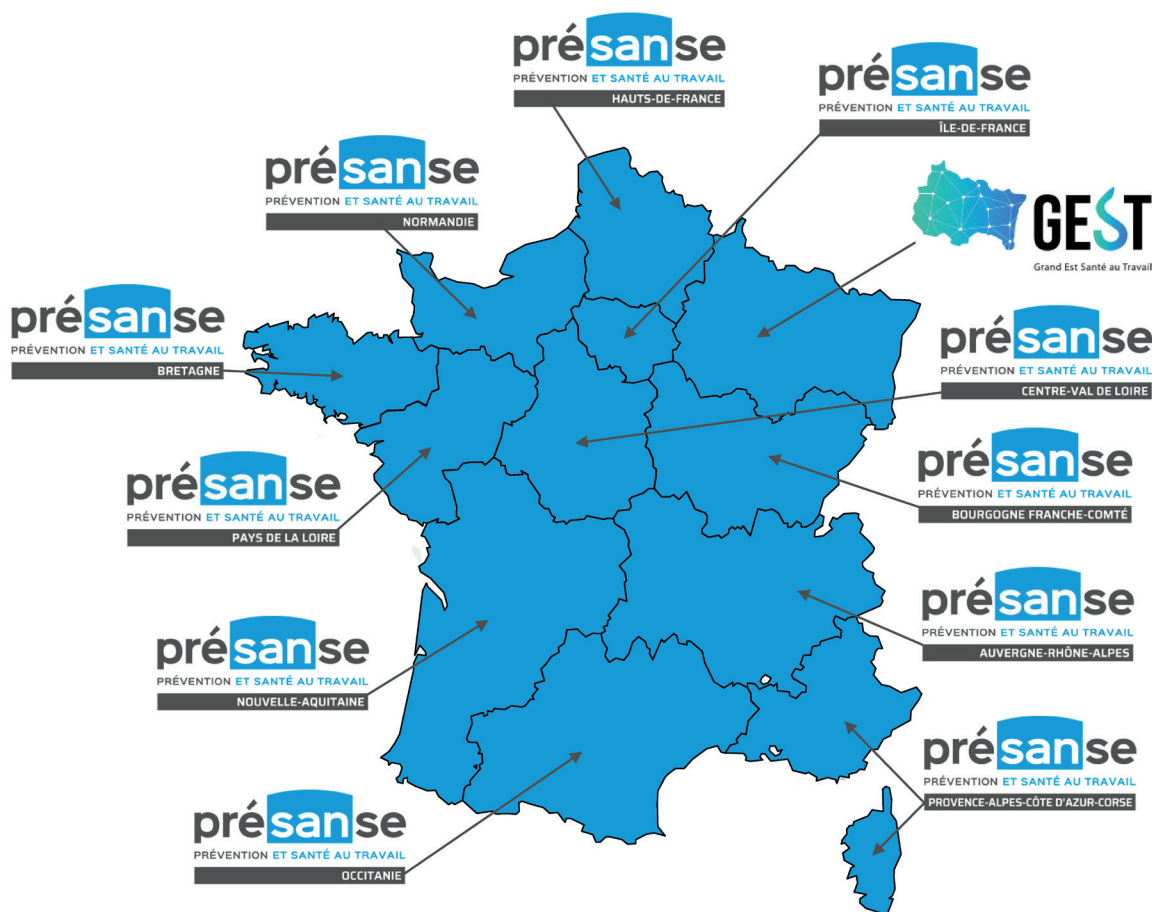 présanse
PRÉVENTION ET SANTÉ AU TRAVAIL
HAUTS-DE-FRANCE
présanse
PRÉVENTION ET SANTÉ AU TRAVAIL
ÎLE-DE-FRANCE
présanse
PRÉVENTION ET SANTÉ AU TRAVAIL
NORMANDIE
GEST
Grand Est Santé au Travail
présanse
PRÉVENTION ET SANTÉ AU TRAVAIL
BRETAGNE
présanse
PRÉVENTION ET SANTÉ AU TRAVAIL
CENTRE-VAL DE LOIRE
présanse
PRÉVENTION ET SANTÉ AU TRAVAIL
BOURGOGNE FRANCHE-COMTÉ
présanse
PRÉVENTION ET SANTÉ AU TRAVAIL
PAYS DE LA LOIRE
présanse
PRÉVENTION ET SANTÉ AU TRAVAIL
AUVERGNE-RHÔNE-ALPES
présanse
PRÉVENTION ET SANTÉ AU TRAVAIL
NOUVELLE-AQUITAINE
présanse
PRÉVENTION ET SANTÉ AU TRAVAIL
PROVENCE-ALPES-CÔTE D'AZUR-CORSE
présanse
PRÉVENTION ET SANTÉ AU TRAVAIL
OCCITANIE